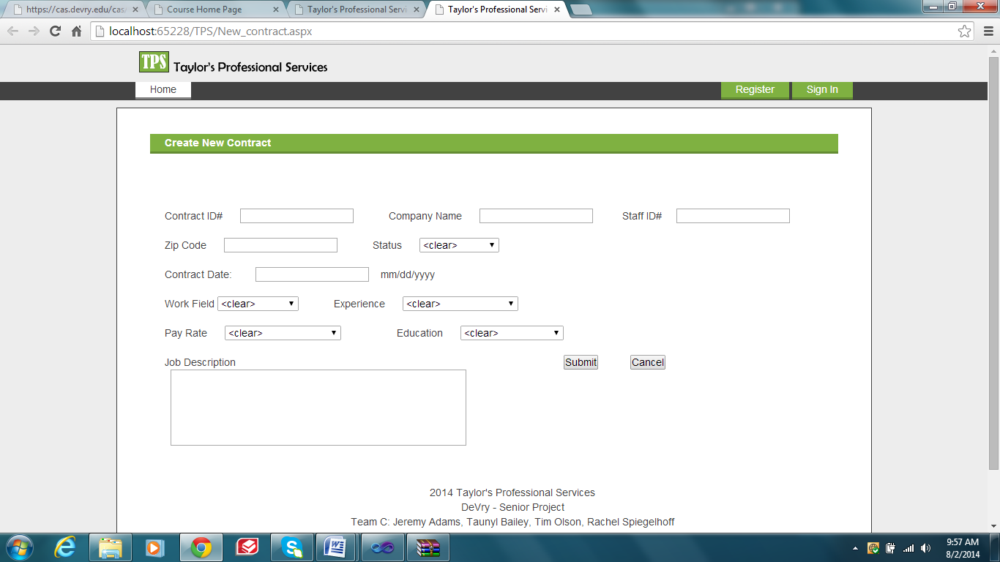 https://cas.devry.edu/cas/ Course Home Page Taylor's Professional Servi Taylor's Professional Servi
localhost:65228/TPS/New_contract.aspx
TPS Taylor's Professional Services
Home Register Sign In
Create New Contract
Contract ID# Company Name Staff ID#
Zip Code Status <clear>
Contract Date: mm/dd/yyyy
Work Field <clear> Experience <clear>
Pay Rate <clear> Education <clear>
Job Description Submit Cancel
2014 Taylor's Professional Services
DeVry - Senior Project
Team C: Jeremy Adams, Taunyl Bailey, Tim Olson, Rachel Spiegelhoff
9:57 AM
8/2/2014